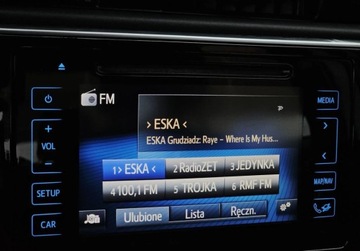 FM
› ESKA ‹
ESKA Grudziadz: Raye – Where Is My Hus...
1› ESKA ‹ 2 RadioZET 3 JEDYNKA
4 100,1 FM 5 TRÓJKA 6 RMF FM
Ulubione Lista Ręczn.
+
VOL
−
SETUP
CAR
MEDIA
MAP/NAV